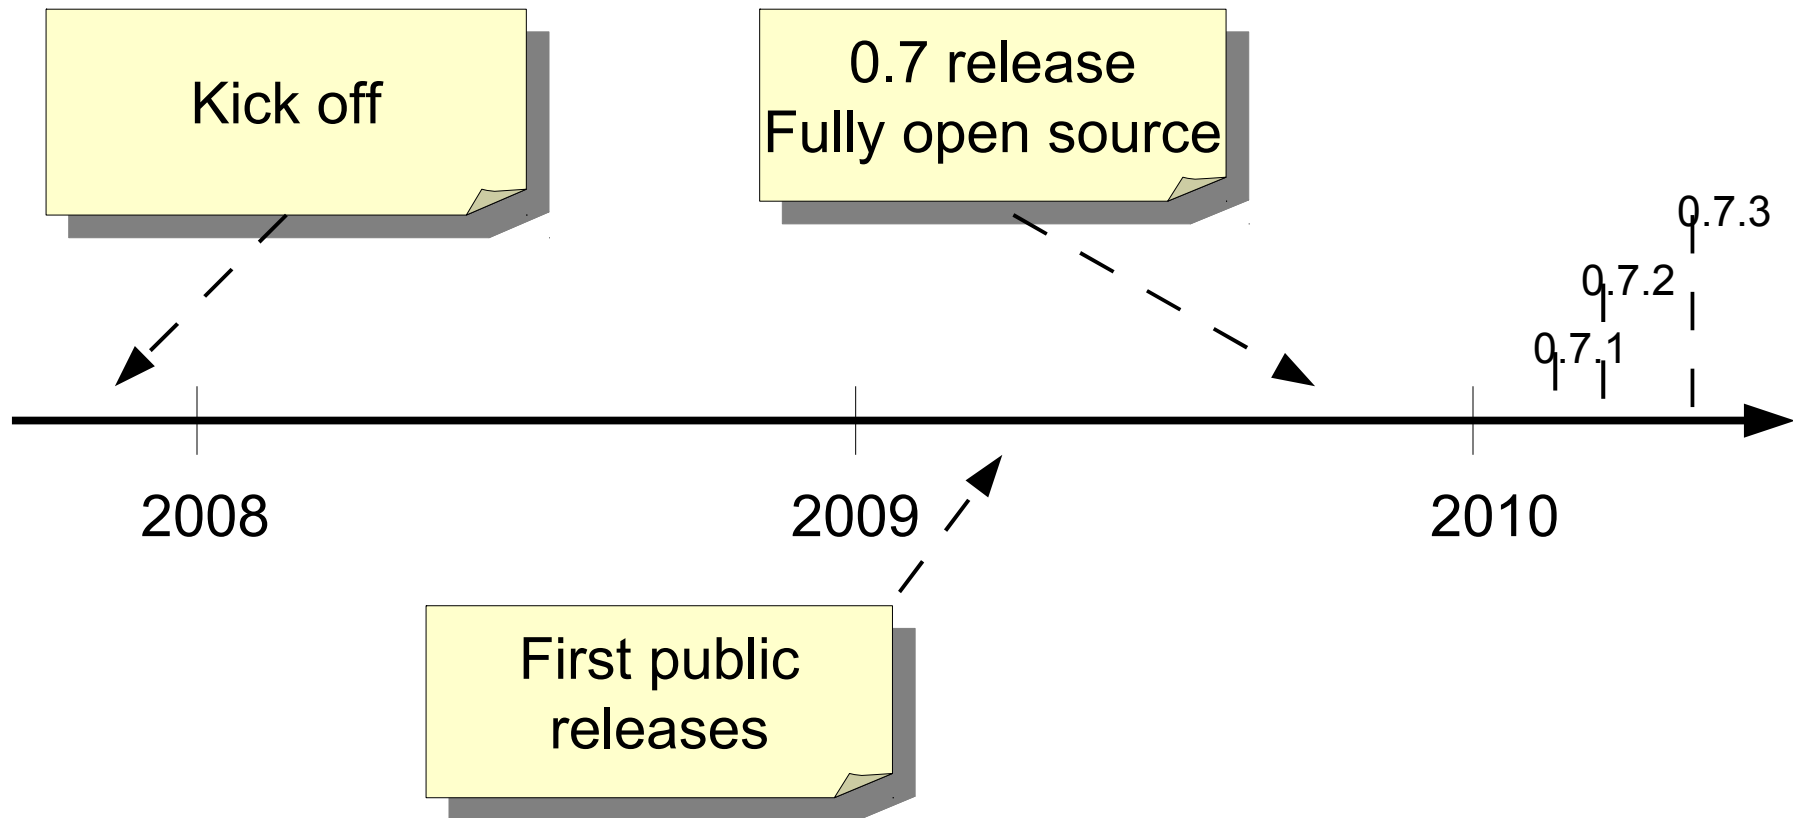 Kick off
0.7 release
Fully open source
0.7.3
0.7.2
0.7.1
2008
2009
2010
First public
releases